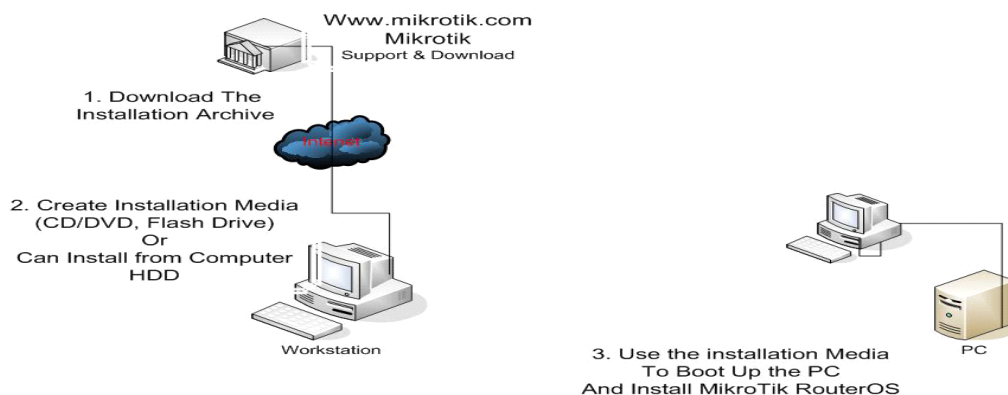 Www.mikrotik.com
Mikrotik
Support & Download
1. Download The
Installation Archive
Internet
2. Create Installation Media
(CD/DVD, Flash Drive)
Or
Can Install from Computer
HDD
Workstation
PC
3. Use the installation Media
To Boot Up the PC
And Install MikroTik RouterOS